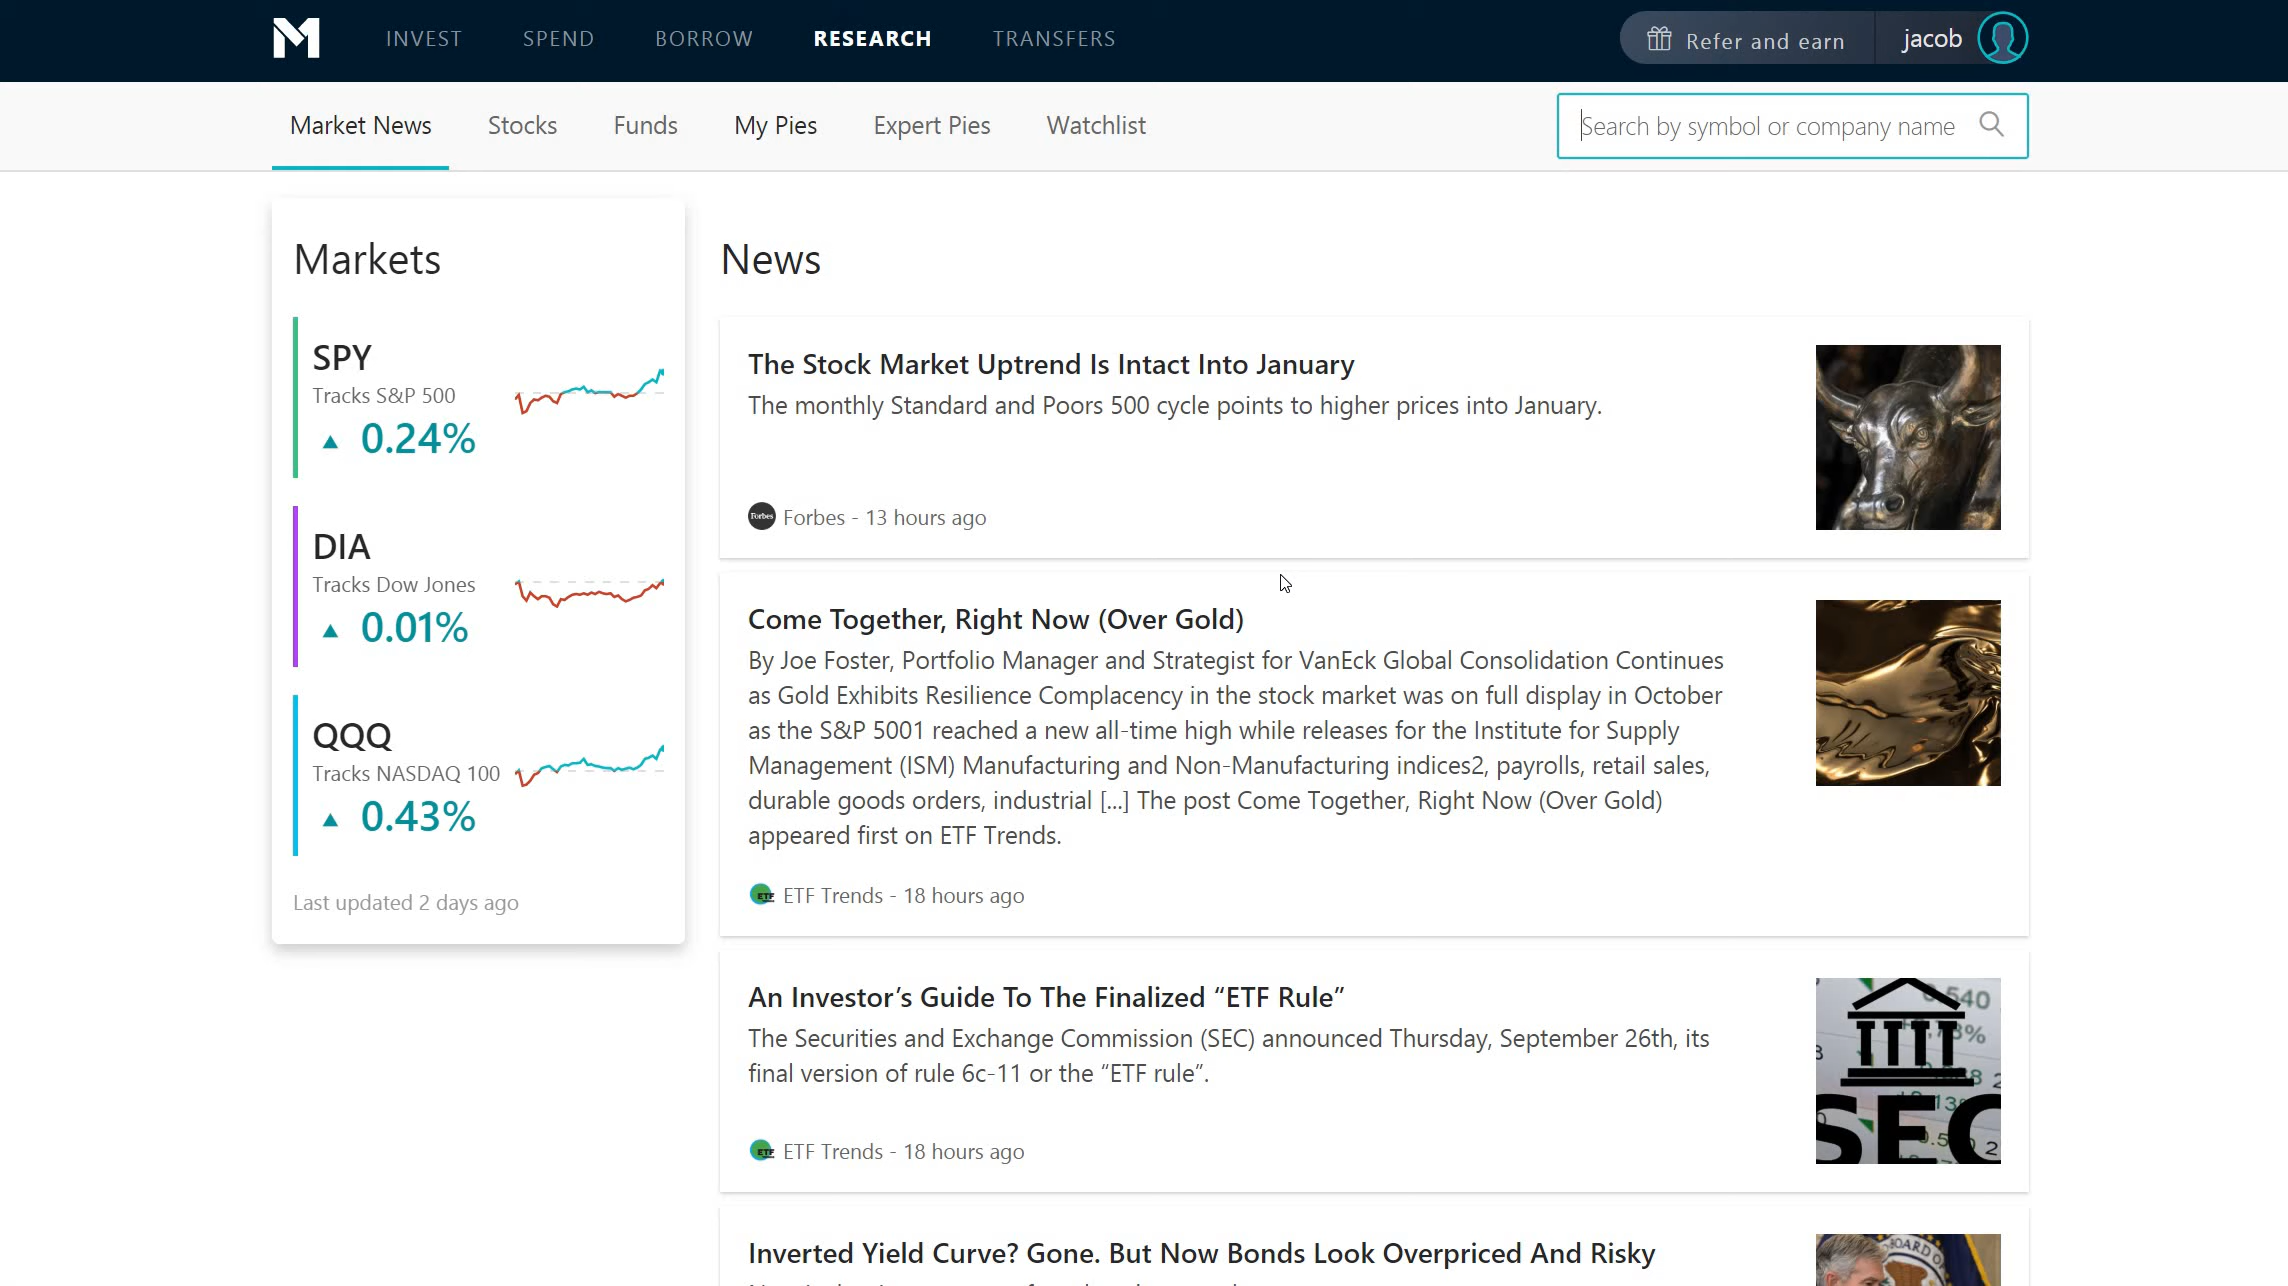 M INVEST SPEND BORROW RESEARCH TRANSFERS Refer and earn jacob
Market News Stocks Funds My Pies Expert Pies Watchlist Search by symbol or company name
Markets
SPY
Tracks S&P 500
▲ 0.24%
DIA
Tracks Dow Jones
▲ 0.01%
QQQ
Tracks NASDAQ 100
▲ 0.43%
Last updated 2 days ago
News
The Stock Market Uptrend Is Intact Into January
The monthly Standard and Poors 500 cycle points to higher prices into January.
Forbes Forbes - 13 hours ago
Come Together, Right Now (Over Gold)
By Joe Foster, Portfolio Manager and Strategist for VanEck Global Consolidation Continues
as Gold Exhibits Resilience Complacency in the stock market was on full display in October
as the S&P 5001 reached a new all-time high while releases for the Institute for Supply
Management (ISM) Manufacturing and Non-Manufacturing indices2, payrolls, retail sales,
durable goods orders, industrial [...] The post Come Together, Right Now (Over Gold)
appeared first on ETF Trends.
ETF ETF Trends - 18 hours ago
An Investor’s Guide To The Finalized “ETF Rule”
The Securities and Exchange Commission (SEC) announced Thursday, September 26th, its
final version of rule 6c-11 or the “ETF rule”.
SEC
ETF ETF Trends - 18 hours ago
Inverted Yield Curve? Gone. But Now Bonds Look Overpriced And Risky